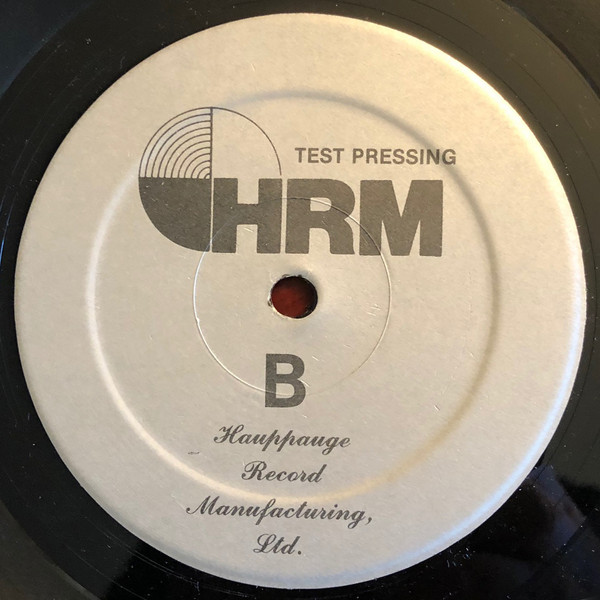 TEST PRESSING
HRM
B
Hauppauge
Record
Manufacturing,
Ltd.